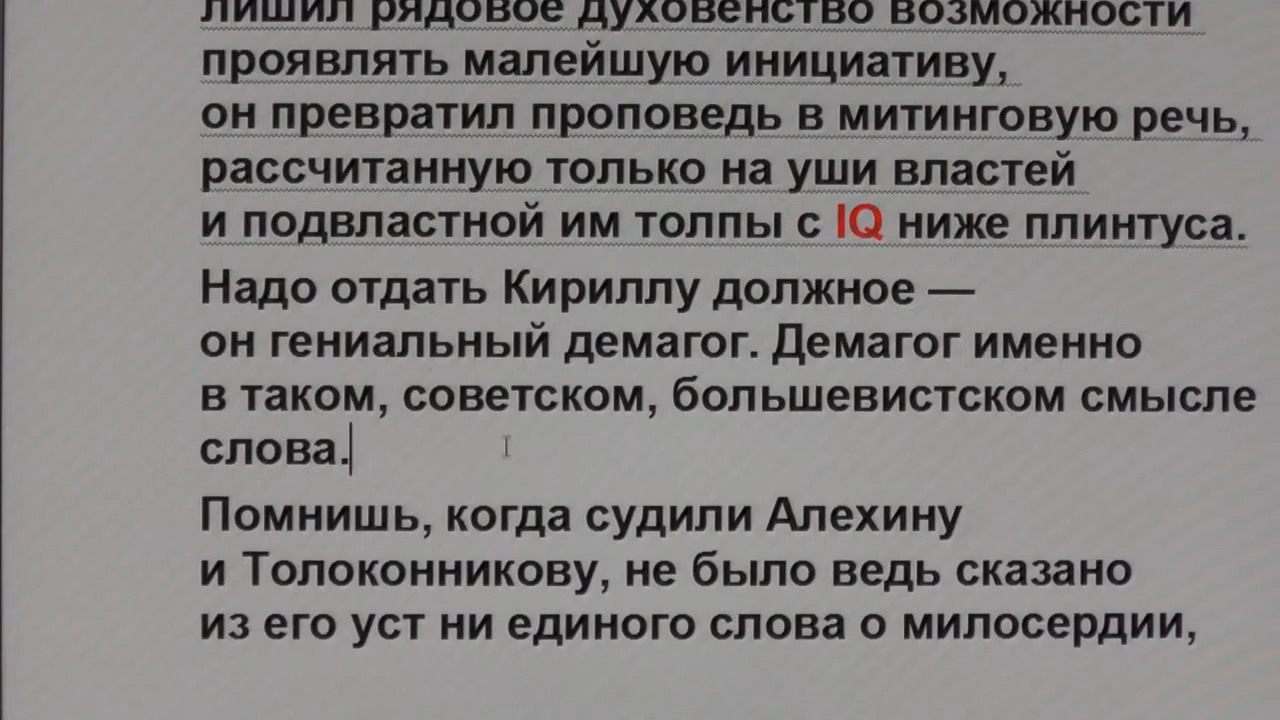 лишил рядовое духовенство возможности
проявлять малейшую инициативу,
он превратил проповедь в митинговую речь,
рассчитанную только на уши властей
и подвластной им толпы с IQ ниже плинтуса.
Надо отдать Кириллу должное —
он гениальный демагог. Демагог именно
в таком, советском, большевистском смысле
слова.
Помнишь, когда судили Алехину
и Толоконникову, не было ведь сказано
из его уст ни единого слова о милосердии,